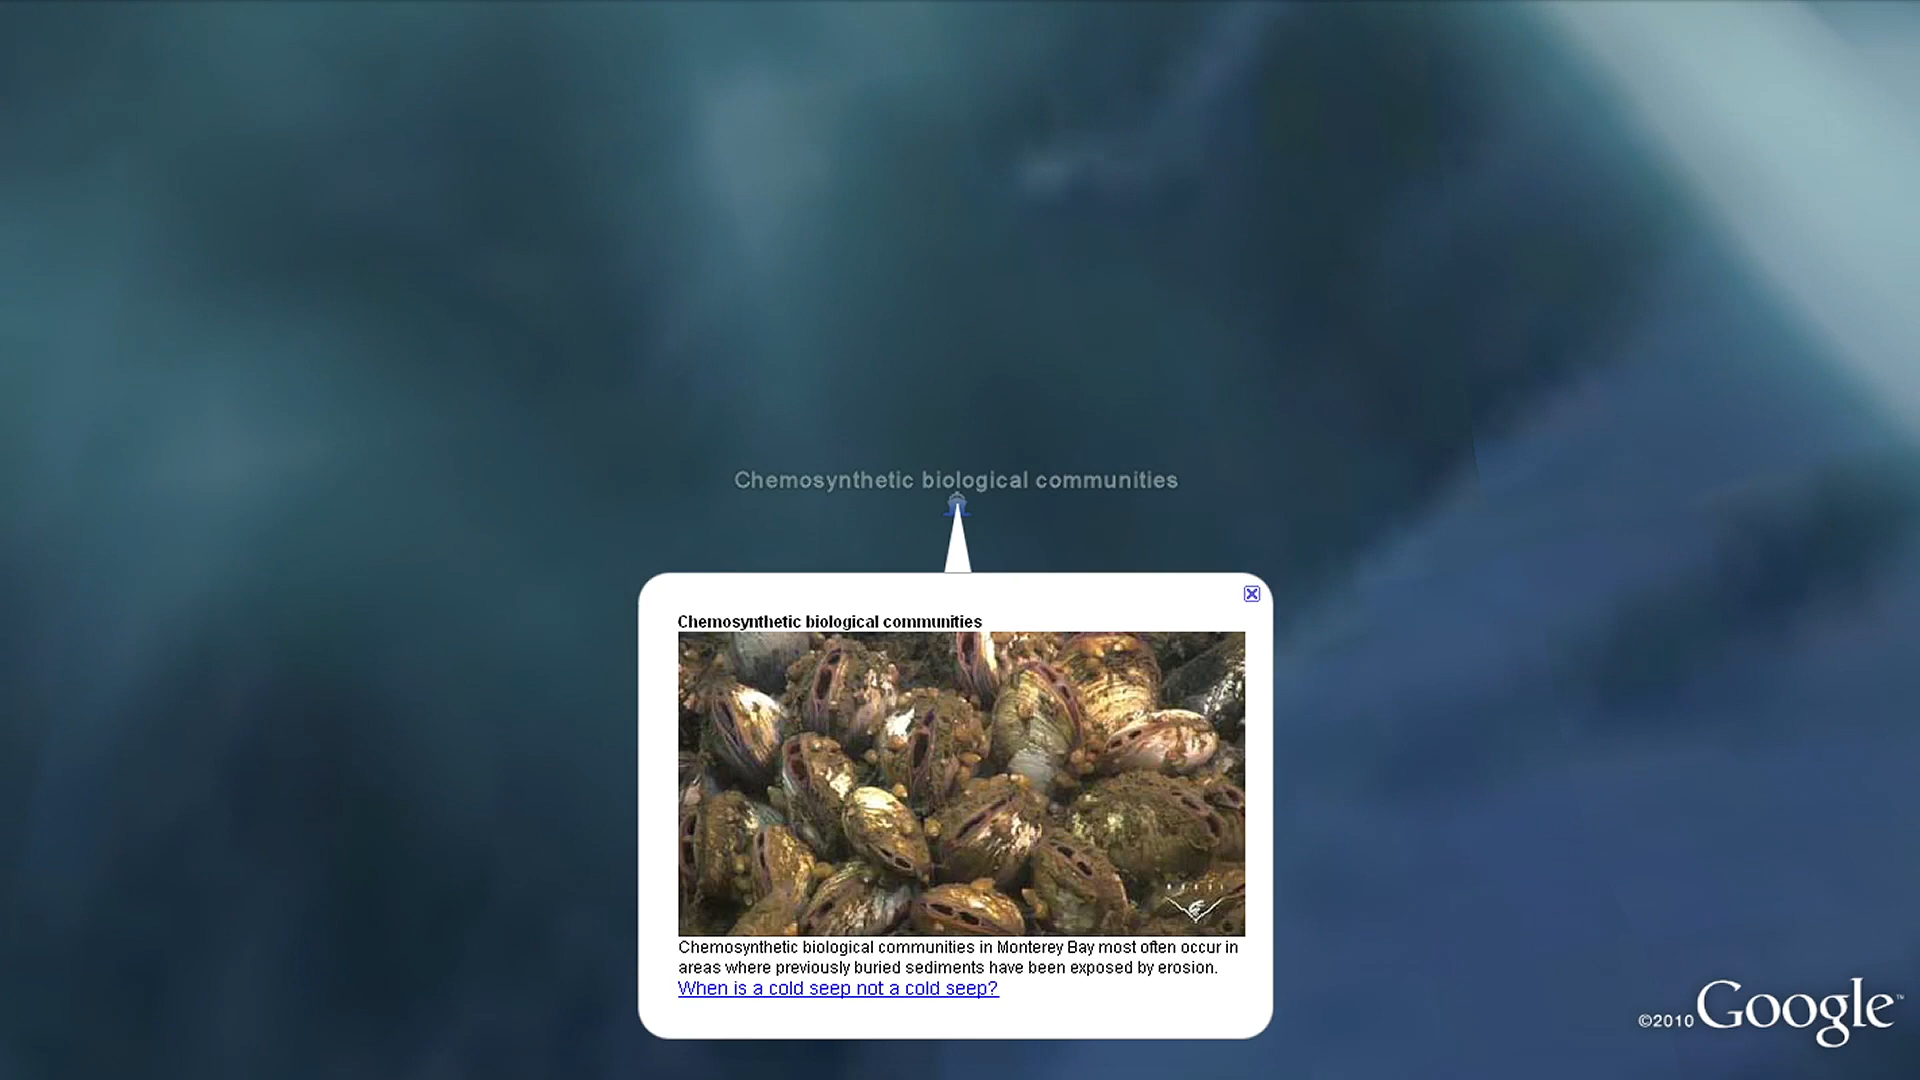 Chemosynthetic biological communities
Chemosynthetic biological communities
Chemosynthetic biological communities in Monterey Bay most often occur in
areas where previously buried sediments have been exposed by erosion.
When is a cold seep not a cold seep?
©2010 Google™